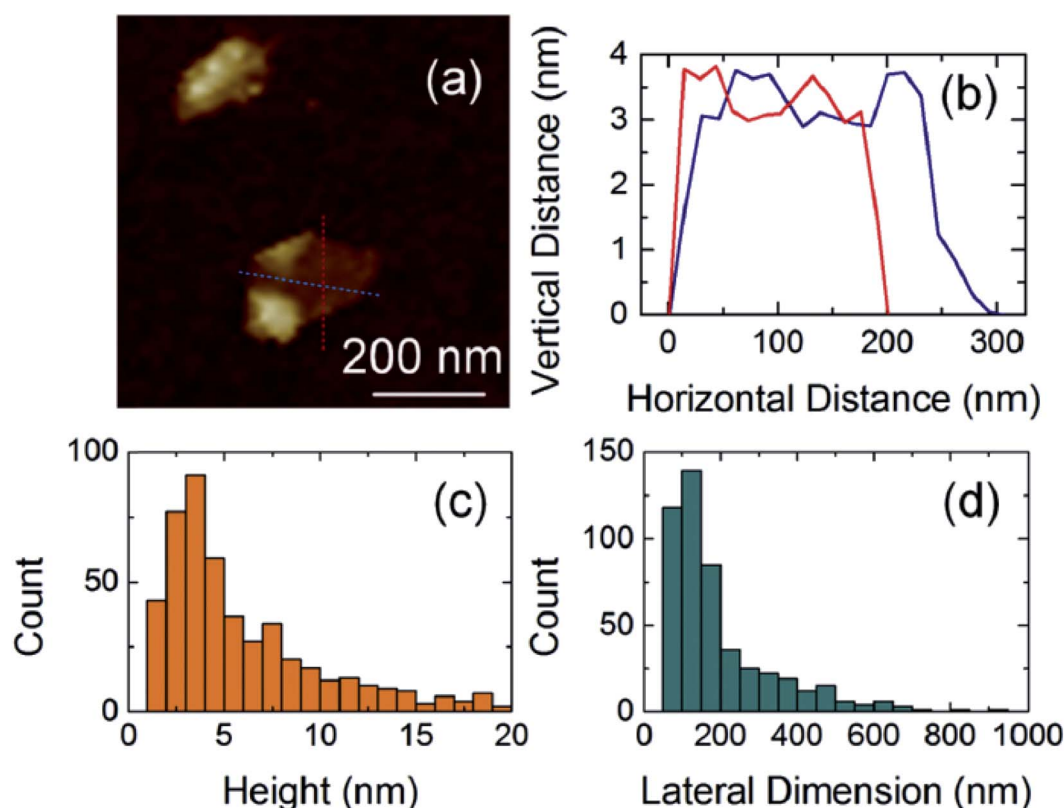 (a)
200 nm
(b)
Vertical Distance (nm)
4
3
2
1
0
0 100 200 300
Horizontal Distance (nm)
(c)
Count
100
50
0
0 5 10 15 20
Height (nm)
(d)
Count
150
100
50
0
0 200 400 600 800 1000
Lateral Dimension (nm)